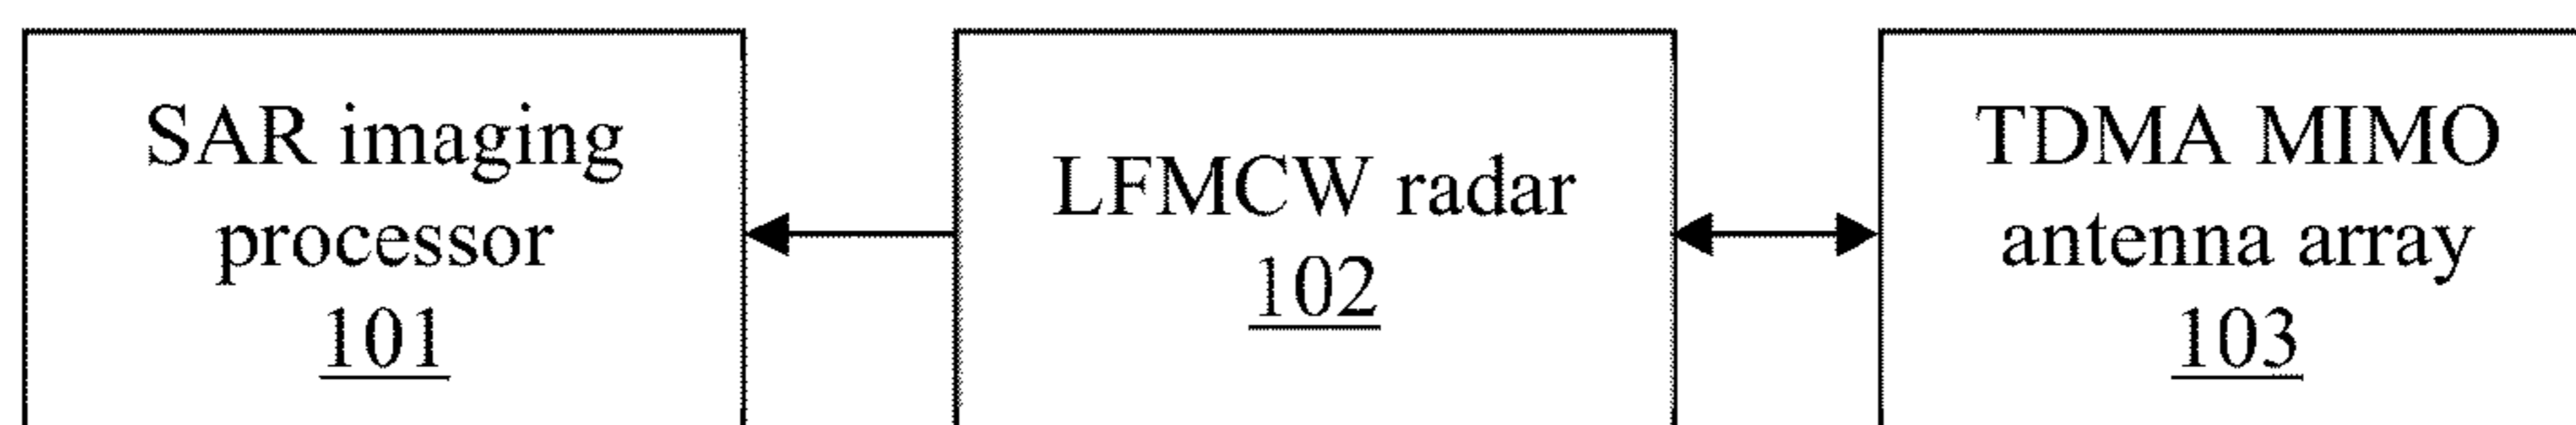 SAR imaging
processor
101
LFMCW radar
102
TDMA MIMO
antenna array
103